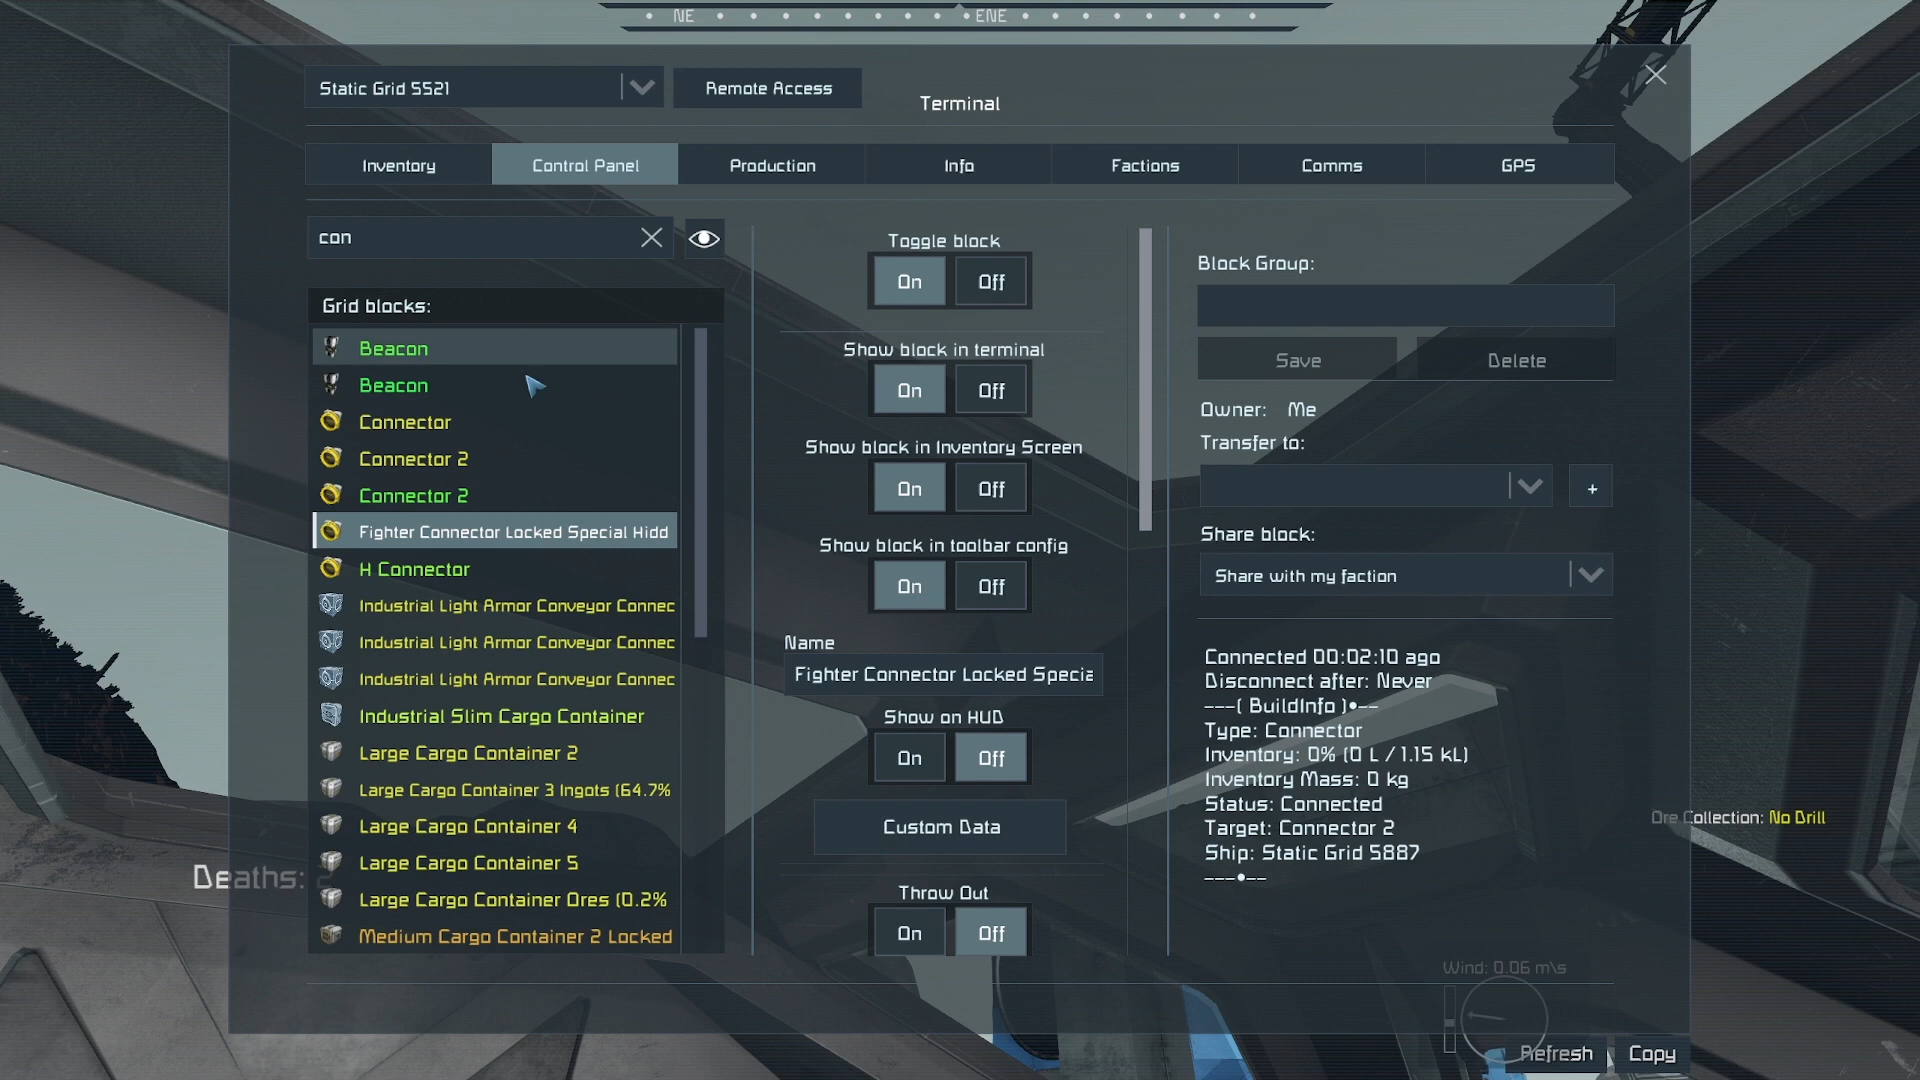 NE
ENE
Static Grid 5521
Remote Access
Terminal
Inventory
Control Panel
Production
Info
Factions
Comms
GPS
con
Grid blocks:
Beacon
Beacon
Connector
Connector 2
Connector 2
Fighter Connector Locked Special Hidd
H Connector
Industrial Light Armor Conveyor Connec
Industrial Light Armor Conveyor Connec
Industrial Light Armor Conveyor Connec
Industrial Slim Cargo Container
Large Cargo Container 2
Large Cargo Container 3 Ingots (64.7%
Large Cargo Container 4
Large Cargo Container 5
Large Cargo Container Ores (0.2%
Medium Cargo Container 2 Locked
Toggle block
On Off
Show block in terminal
On Off
Show block in Inventory Screen
On Off
Show block in toolbar config
On Off
Name
Fighter Connector Locked Specia
Show on HUD
On Off
Custom Data
Throw Out
On Off
Block Group:
Save Delete
Owner: Me
Transfer to:
+
Share block:
Share with my faction
Connected 00:02:10 ago
Disconnect after: Never
---( BuildInfo )•--
Type: Connector
Inventory: 0% (0 L / 1.15 kL)
Inventory Mass: 0 kg
Status: Connected
Target: Connector 2
Ship: Static Grid 5887
---•--
Ore Collection: No Drill
Deaths: 2
Wind: 0.06 m\s
Refresh
Copy